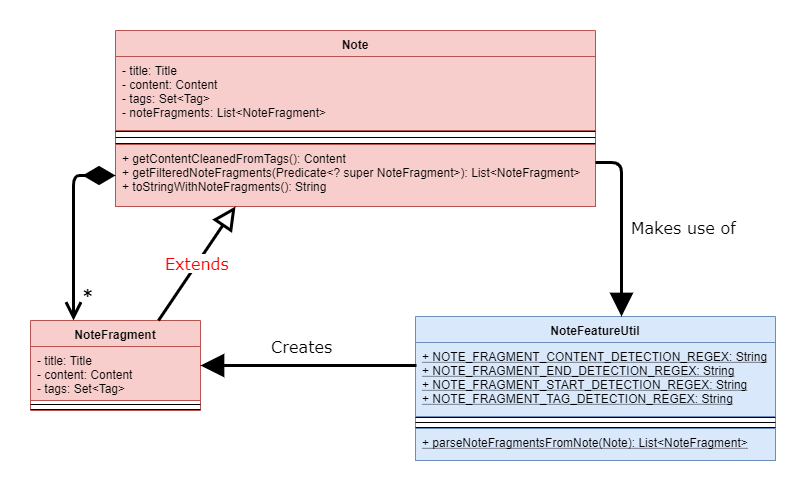 Note
- title: Title
- content: Content
- tags: Set<Tag>
- noteFragments: List<NoteFragment>
+ getContentCleanedFromTags(): Content
+ getFilteredNoteFragments(Predicate<? super NoteFragment>): List<NoteFragment>
+ toStringWithNoteFragments(): String
Makes use of
Extends
*
NoteFragment
- title: Title
- content: Content
- tags: Set<Tag>
Creates
NoteFeatureUtil
+ NOTE_FRAGMENT_CONTENT_DETECTION_REGEX: String
+ NOTE_FRAGMENT_END_DETECTION_REGEX: String
+ NOTE_FRAGMENT_START_DETECTION_REGEX: String
+ NOTE_FRAGMENT_TAG_DETECTION_REGEX: String
+ parseNoteFragmentsFromNote(Note): List<NoteFragment>